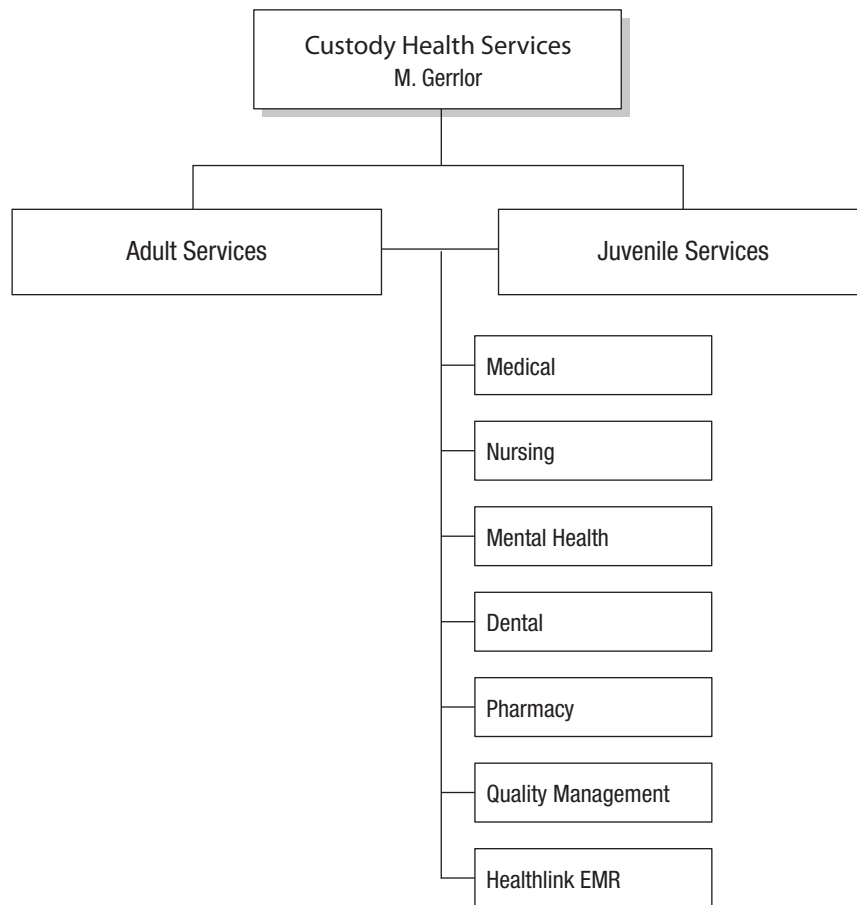 Custody Health Services
M. Gerrlor
Adult Services
Juvenile Services
Medical
Nursing
Mental Health
Dental
Pharmacy
Quality Management
Healthlink EMR